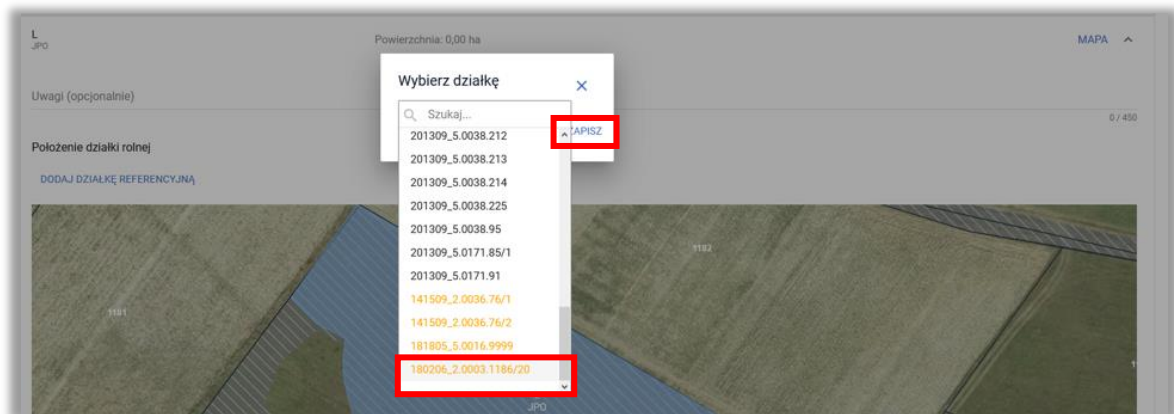 L
JPO
Powierzchnia: 0,00 ha
MAPA
Wybierz działkę
Uwagi (opcjonalnie)
Szukaj...
0 / 450
ZAPISZ
201309_5.0038.212
Położenie działki rolnej
201309_5.0038.213
DODAJ DZIAŁKĘ REFERENCYJNĄ
201309_5.0038.214
201309_5.0038.225
201309_5.0038.95
1182
201309_5.0171.85/1
201309_5.0171.91
141509_2.0036.76/1
1181
141509_2.0036.76/2
181805_5.0016.9999
180206_2.0003.1186/20
JPO